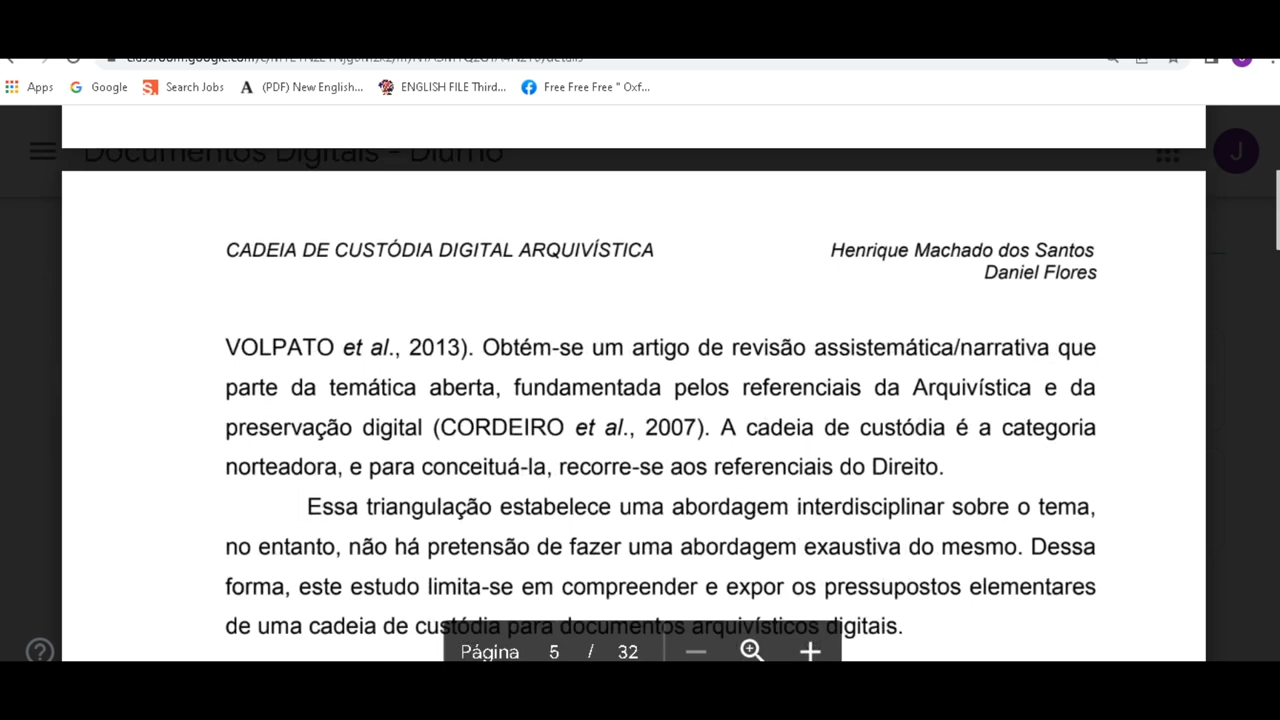 Apps Google Search Jobs (PDF) New English... ENGLISH FILE Third... Free Free Free " Oxf...
Documentos Digitais - Diurno J
CADEIA DE CUSTÓDIA DIGITAL ARQUIVÍSTICA Henrique Machado dos Santos
Daniel Flores
VOLPATO et al., 2013). Obtém-se um artigo de revisão assistemática/narrativa que
parte da temática aberta, fundamentada pelos referenciais da Arquivística e da
preservação digital (CORDEIRO et al., 2007). A cadeia de custódia é a categoria
norteadora, e para conceituá-la, recorre-se aos referenciais do Direito.
Essa triangulação estabelece uma abordagem interdisciplinar sobre o tema,
no entanto, não há pretensão de fazer uma abordagem exaustiva do mesmo. Dessa
forma, este estudo limita-se em compreender e expor os pressupostos elementares
de uma cadeia de custódia para documentos arquivísticos digitais.
Página 5 / 32